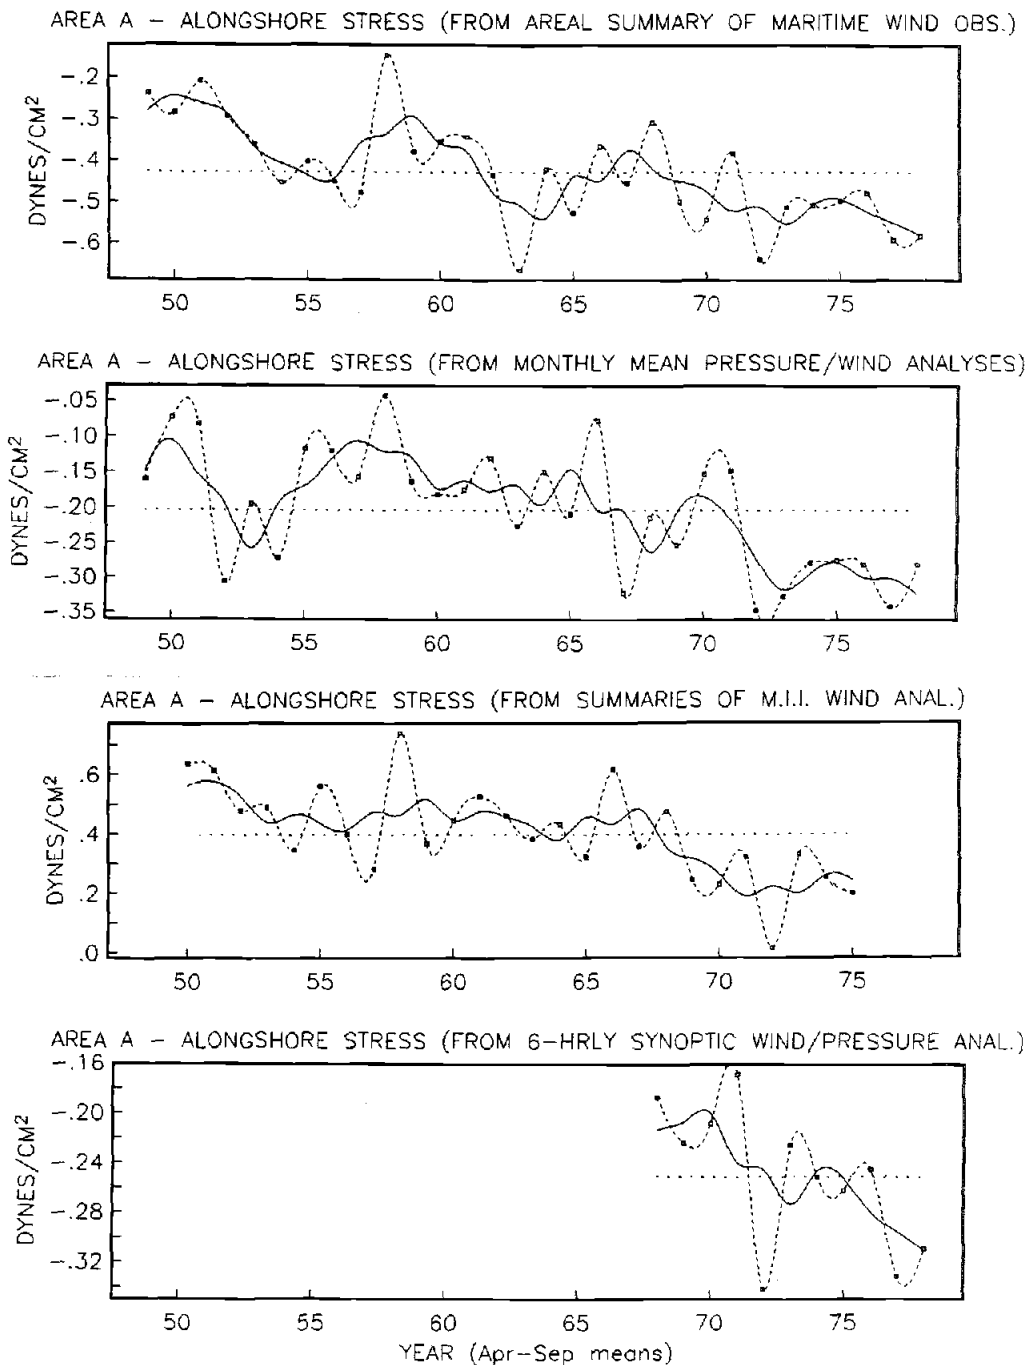 AREA A – ALONGSHORE STRESS (FROM AREAL SUMMARY OF MARITIME WIND OBS.)
DYNES/CM²
-.2
-.3
-.4
-.5
-.6
50 55 60 65 70 75
AREA A – ALONGSHORE STRESS (FROM MONTHLY MEAN PRESSURE/WIND ANALYSES)
DYNES/CM²
-.05
-.10
-.15
-.20
-.25
-.30
-.35
50 55 60 65 70 75
AREA A – ALONGSHORE STRESS (FROM SUMMARIES OF M.I.I. WIND ANAL.)
DYNES/CM²
.6
.4
.2
.0
50 55 60 65 70 75
AREA A – ALONGSHORE STRESS (FROM 6-HRLY SYNOPTIC WIND/PRESSURE ANAL.)
DYNES/CM²
-.16
-.20
-.24
-.28
-.32
50 55 60 65 70 75
YEAR (Apr-Sep means)